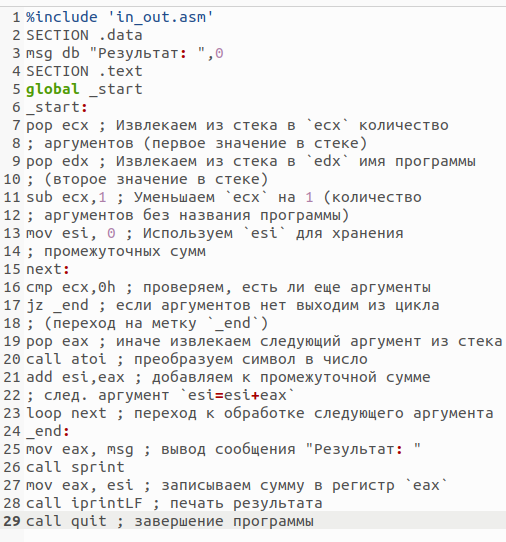 1 %include 'in_out.asm'
2 SECTION .data
3 msg db "Результат: ",0
4 SECTION .text
5 global _start
6 _start:
7 pop ecx ; Извлекаем из стека в `ecx` количество
8 ; аргументов (первое значение в стеке)
9 pop edx ; Извлекаем из стека в `edx` имя программы
10 ; (второе значение в стеке)
11 sub ecx,1 ; Уменьшаем `ecx` на 1 (количество
12 ; аргументов без названия программы)
13 mov esi, 0 ; Используем `esi` для хранения
14 ; промежуточных сумм
15 next:
16 cmp ecx,0h ; проверяем, есть ли еще аргументы
17 jz _end ; если аргументов нет выходим из цикла
18 ; (переход на метку `_end`)
19 pop eax ; иначе извлекаем следующий аргумент из стека
20 call atoi ; преобразуем символ в число
21 add esi,eax ; добавляем к промежуточной сумме
22 ; след. аргумент `esi=esi+eax`
23 loop next ; переход к обработке следующего аргумента
24 _end:
25 mov eax, msg ; вывод сообщения "Результат: "
26 call sprint
27 mov eax, esi ; записываем сумму в регистр `eax`
28 call iprintLF ; печать результата
29 call quit ; завершение программы